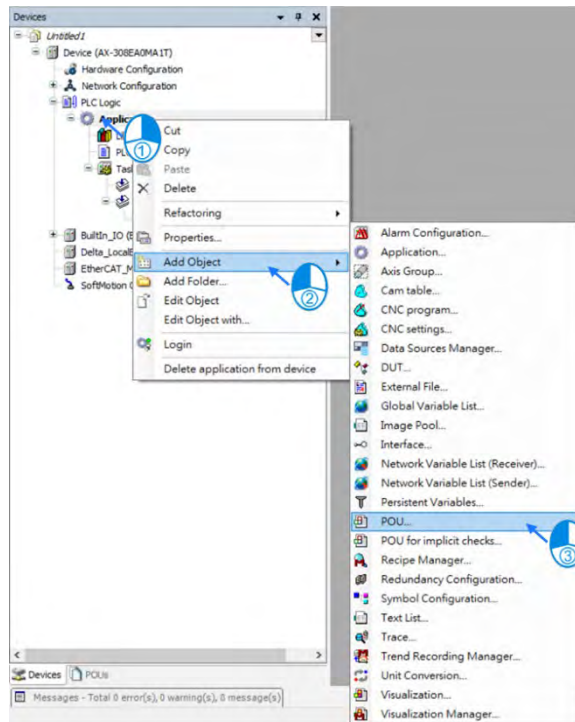 Devices
Untitled1
Device (AX-308EA0MA1T)
Hardware Configuration
Network Configuration
PLC Logic
Applic
①
PL
Task
BuiltIn_IO (B
Delta_LocalB
EtherCAT_M
SoftMotion G
Cut
Copy
Paste
Delete
Refactoring
Properties...
Add Object
②
Add Folder...
Edit Object
Edit Object with...
Login
Delete application from device
Alarm Configuration...
Application...
Axis Group...
Cam table...
CNC program...
CNC settings...
Data Sources Manager...
DUT...
External File...
Global Variable List...
Image Pool...
Interface...
Network Variable List (Receiver)...
Network Variable List (Sender)...
Persistent Variables...
POU...
③
POU for implicit checks...
Recipe Manager...
Redundancy Configuration...
Symbol Configuration...
Text List...
Trace...
Trend Recording Manager...
Unit Conversion...
Visualization...
Visualization Manager...
Devices POUs
Messages - Total 0 error(s), 0 warning(s), 0 message(s)